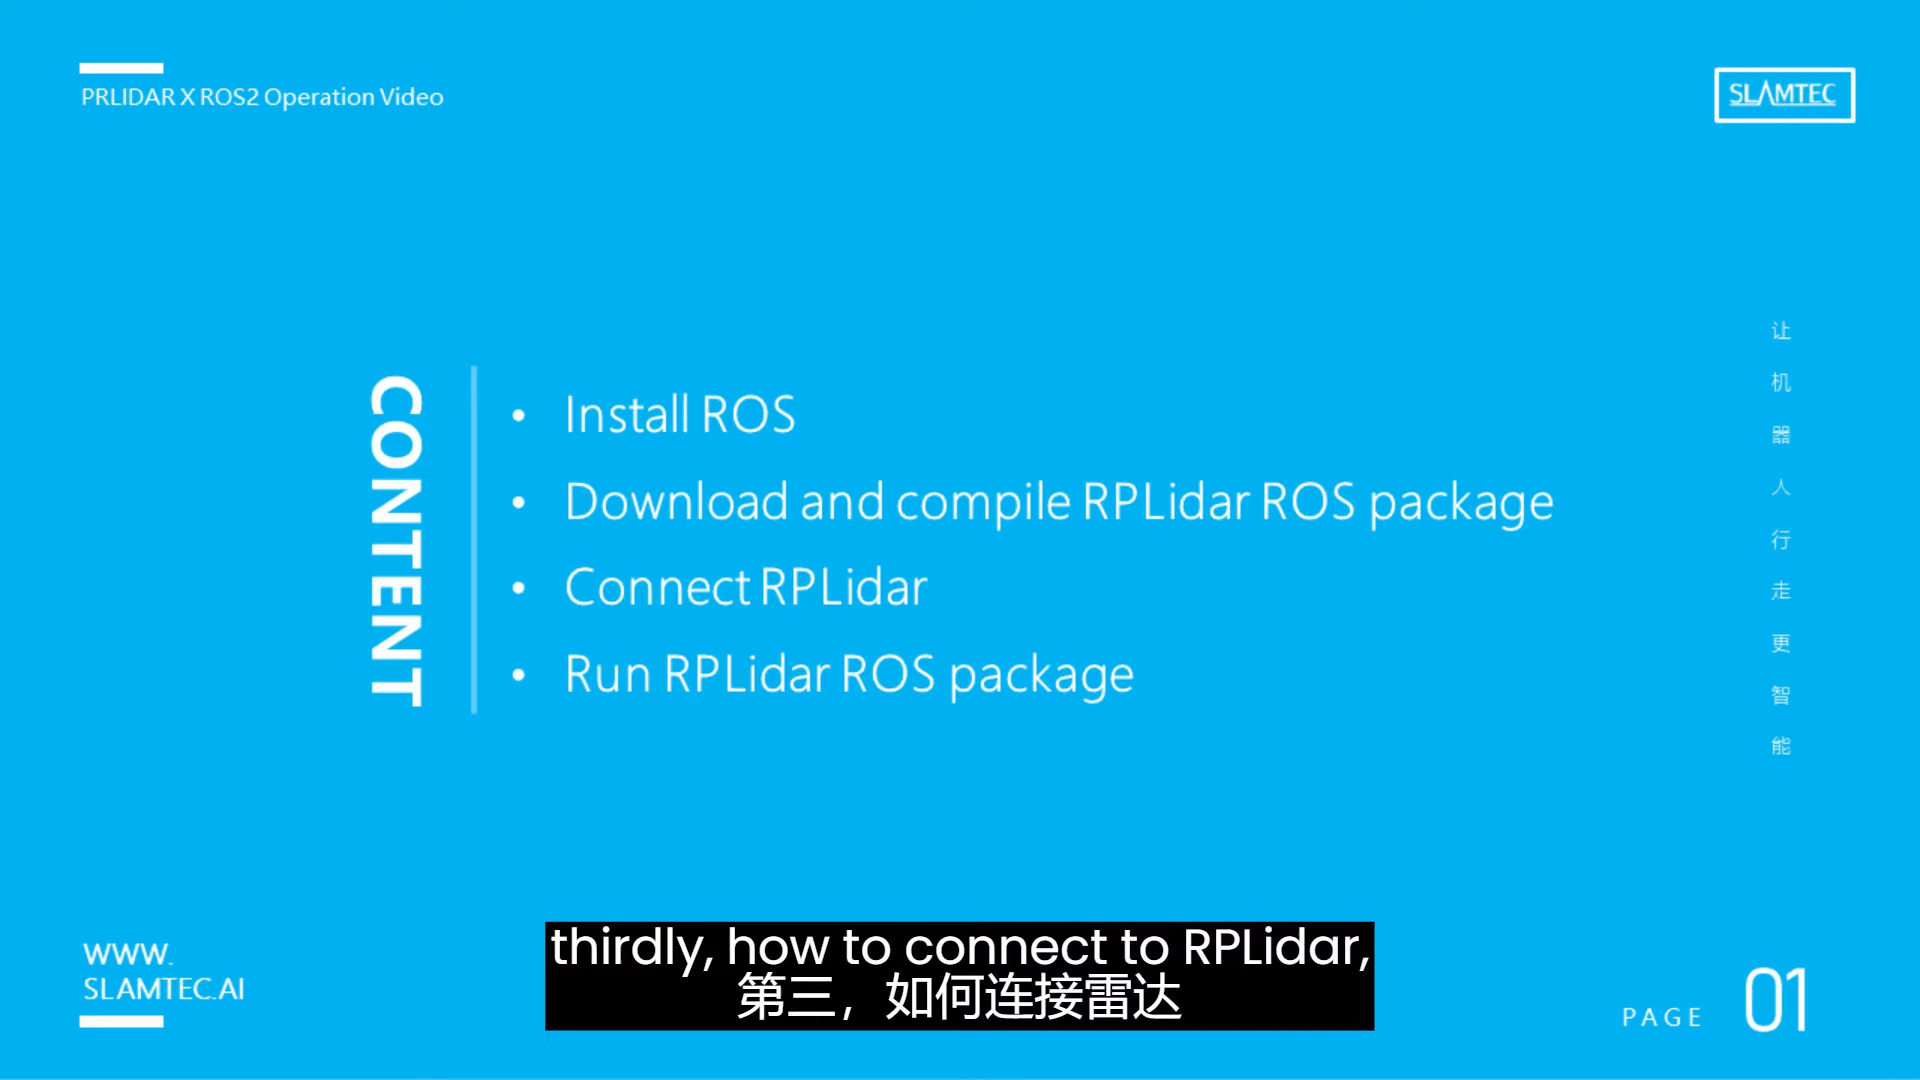 PRLIDAR X ROS2 Operation Video
SLAMTEC
CONTENT
• Install ROS
• Download and compile RPLidar ROS package
• Connect RPLidar
• Run RPLidar ROS package
让机器人行走更智能
WWW.
SLAMTEC.AI
thirdly, how to connect to RPLidar,
第三，如何连接雷达
PAGE 01